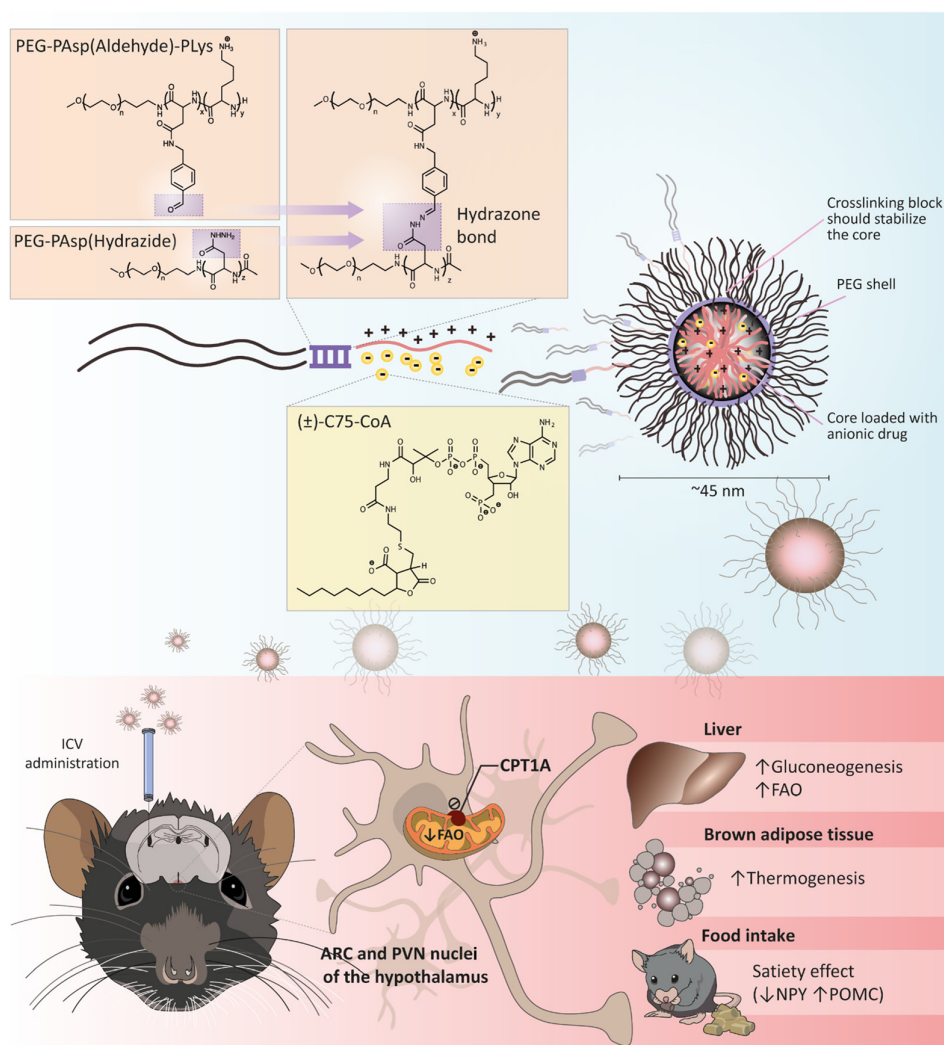 PEG-PAsp(Aldehyde)-PLys
PEG-PAsp(Hydrazide)
Hydrazone
bond
Crosslinking block
should stabilize
the core
PEG shell
Core loaded with
anionic drug
~45 nm
(±)-C75-CoA
ICV
administration
CPT1A
↓FAO
ARC and PVN nuclei
of the hypothalamus
Liver
↑Gluconeogenesis
↑FAO
Brown adipose tissue
↑Thermogenesis
Food intake
Satiety effect
(↓NPY ↑POMC)